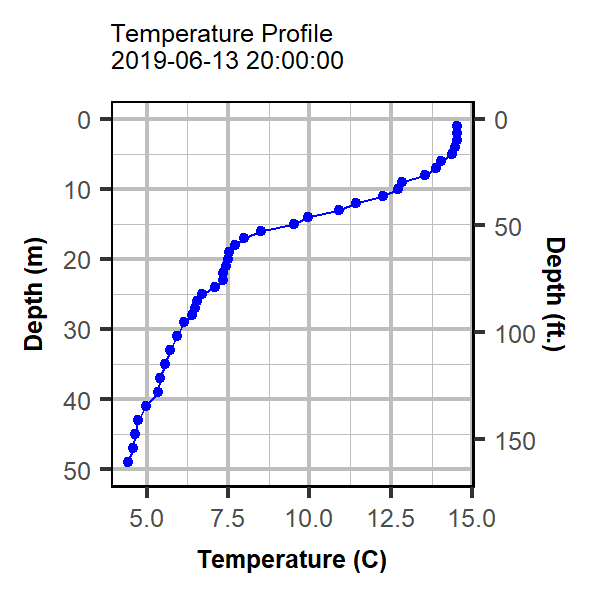 Temperature Profile
2019-06-13 20:00:00
0
10
20
30
40
50
Depth (m)
0
50
100
150
Depth (ft.)
5.0 7.5 10.0 12.5 15.0
Temperature (C)